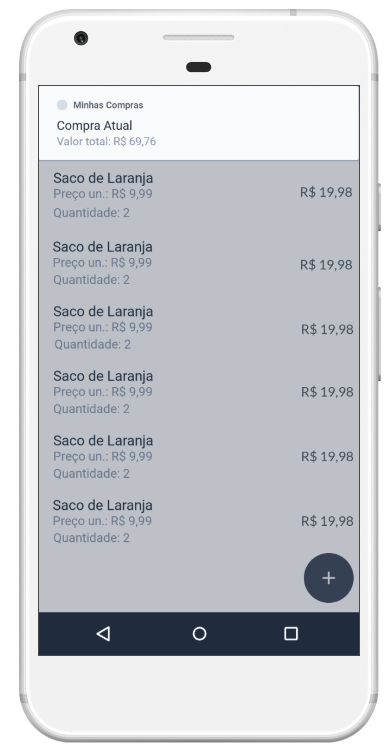 Minhas Compras
Compra Atual
Valor total: R$ 69,76
Saco de Laranja
Preço un.: R$ 9,99
R$ 19,98
Quantidade: 2
Saco de Laranja
Preço un.: R$ 9,99
R$ 19,98
Quantidade: 2
Saco de Laranja
Preço un.: R$ 9,99
R$ 19,98
Quantidade: 2
Saco de Laranja
Preço un.: R$ 9,99
R$ 19,98
Quantidade: 2
Saco de Laranja
Preço un.: R$ 9,99
R$ 19,98
Quantidade: 2
Saco de Laranja
Preço un.: R$ 9,99
R$ 19,98
Quantidade: 2
+